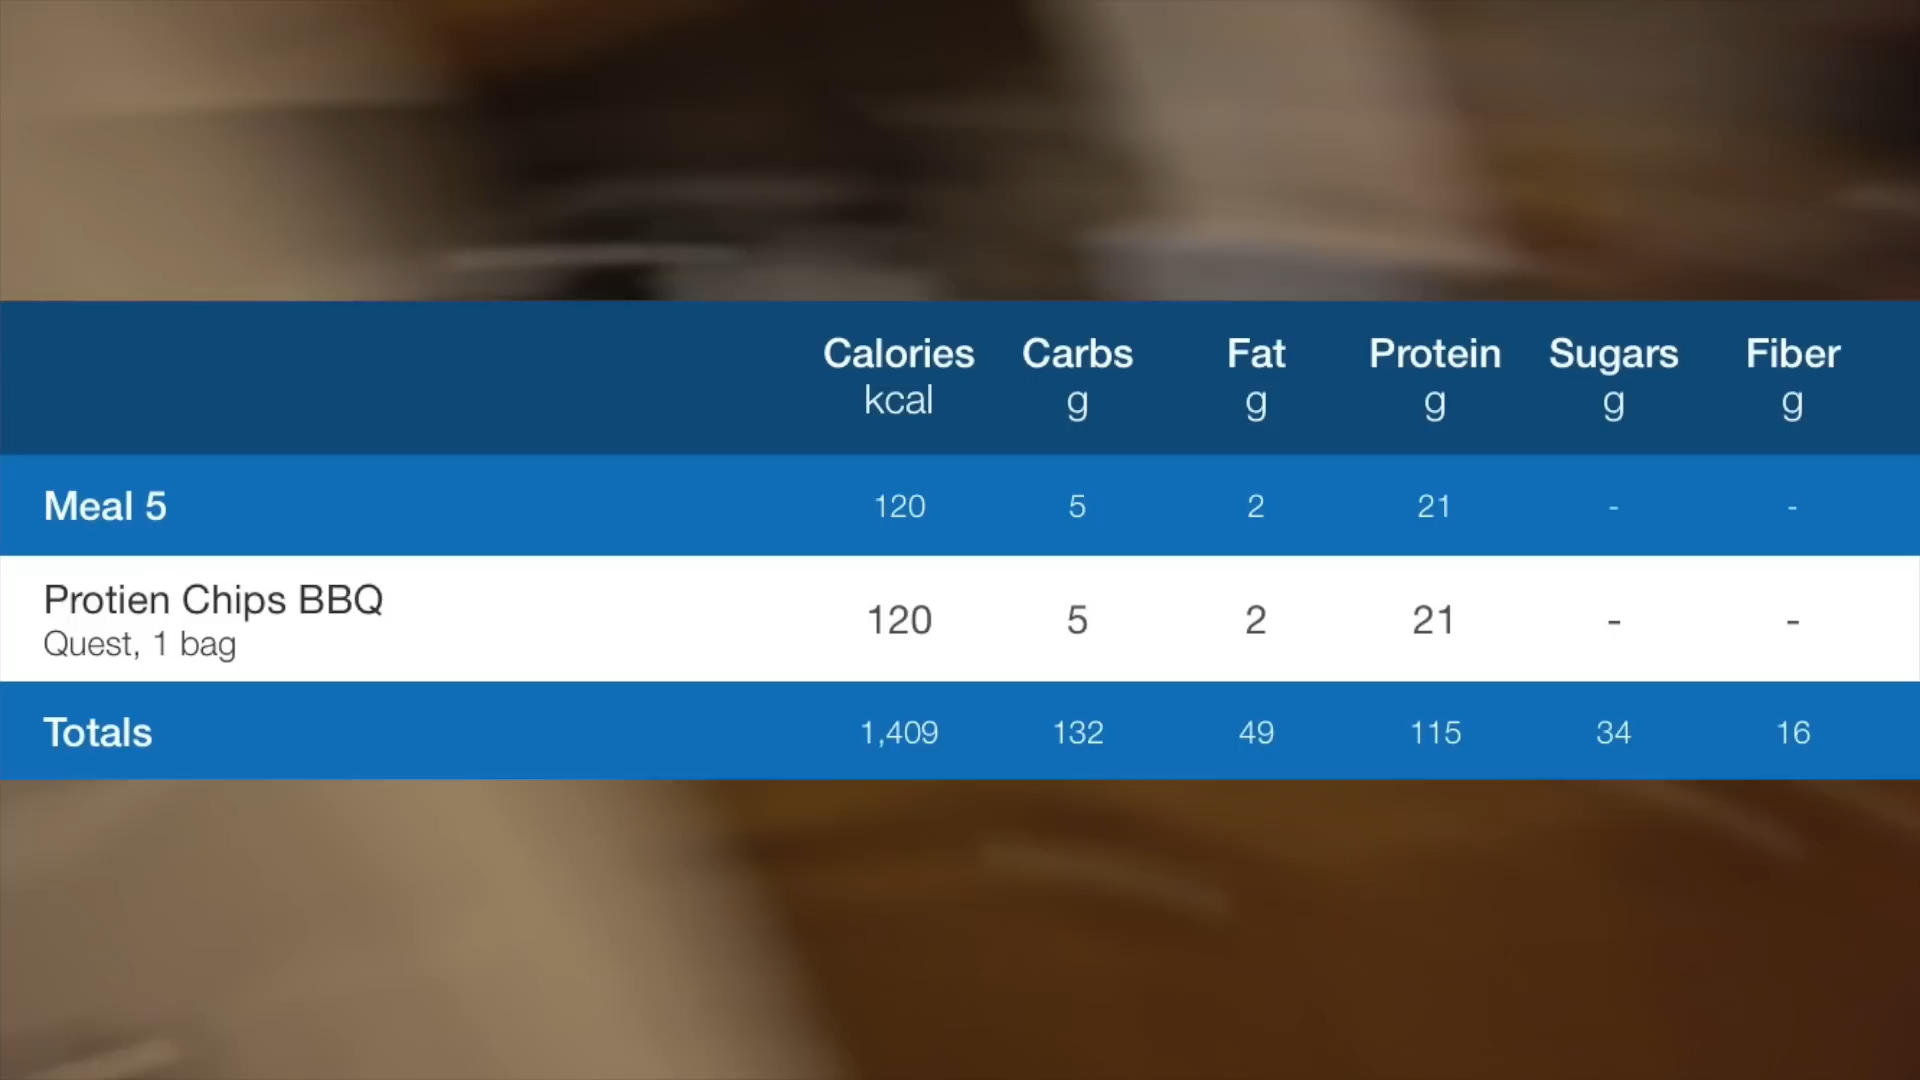 Calories Carbs Fat Protein Sugars Fiber
kcal g g g g g
Meal 5 120 5 2 21 - -
Protien Chips BBQ 120 5 2 21 - -
Quest, 1 bag
Totals 1,409 132 49 115 34 16